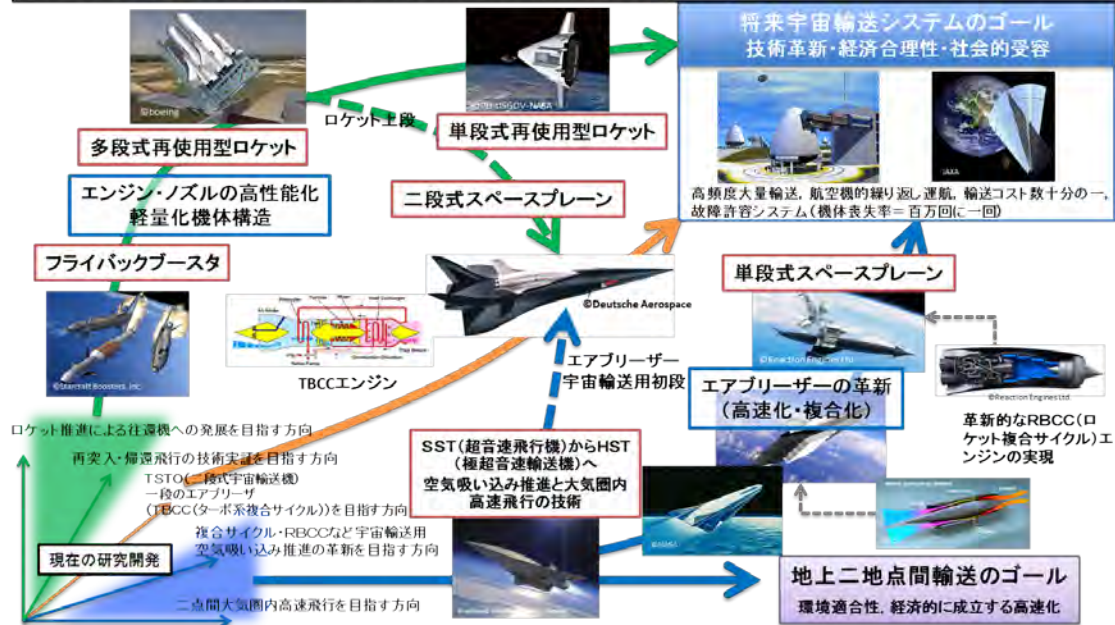 将来宇宙輸送システムのゴール
技術革新・経済合理性・社会的受容
©boeing
ロケット上段
多段式再使用型ロケット
単段式再使用型ロケット
JAXA
高頻度大量輸送，航空機的繰り返し運航，輸送コスト数十分の一，
故障許容システム（機体喪失率＝百万回に一回）
エンジン・ノズルの高性能化
軽量化機体構造
二段式スペースプレーン
フライバックブースタ
単段式スペースプレーン
©Deutsche Aerospace
©Starcraft Boosters, Inc.
TBCCエンジン
エアブリーザー
宇宙輸送用初段
©Reaction Engines Ltd
エアブリーザーの革新
（高速化・複合化）
©Reaction Engines Ltd
革新的なRBCC（ロ
ケット複合サイクル）エ
ンジンの実現
ロケット推進による往還機への発展を目指す方向
再突入・帰還飛行の技術実証を目指す方向
TSTO（二段式宇宙輸送機）
一段のエアブリーザ
（TBCC（ターボ系複合サイクル））を目指す方向
SST（超音速飛行機）からHST
（極超音速輸送機）へ
空気吸い込み推進と大気圏内
高速飛行の技術
複合サイクル・RBCCなど宇宙輸送用
空気吸い込み推進の革新を目指す方向
現在の研究開発
二点間大気圏内高速飛行を目指す方向
地上二地点間輸送のゴール
環境適合性，経済的に成立する高速化